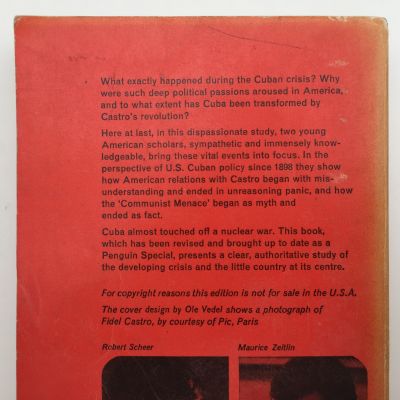 What exactly happened during the Cuban crisis? Why
were such deep political passions aroused in America,
and to what extent has Cuba been transformed by
Castro's revolution?
Here at last, in this dispassionate study, two young
American scholars, sympathetic and immensely know-
ledgeable, bring these vital events into focus. In the
perspective of U.S. Cuban policy since 1898 they show
how American relations with Castro began with mis-
understanding and ended in unreasoning panic, and how
the 'Communist Menace' began as myth and
ended as fact.
Cuba almost touched off a nuclear war. This book,
which has been revised and brought up to date as a
Penguin Special, presents a clear, authoritative study of
the developing crisis and the little country at its centre.
For copyright reasons this edition is not for sale in the U.S.A.
The cover design by Ole Vedel shows a photograph of
Fidel Castro, by courtesy of Pic, Paris
Robert Scheer Maurice Zeitlin